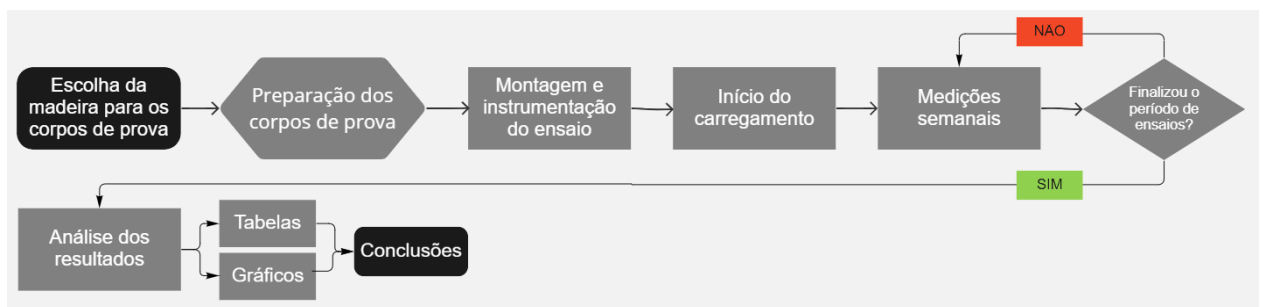 NÃO
Escolha da
madeira para os
corpos de prova
Preparação dos
corpos de prova
Montagem e
instrumentação
do ensaio
Início do
carregamento
Medições
semanais
Finalizou o
período de
ensaios?
SIM
Análise dos
resultados
Tabelas
Gráficos
Conclusões